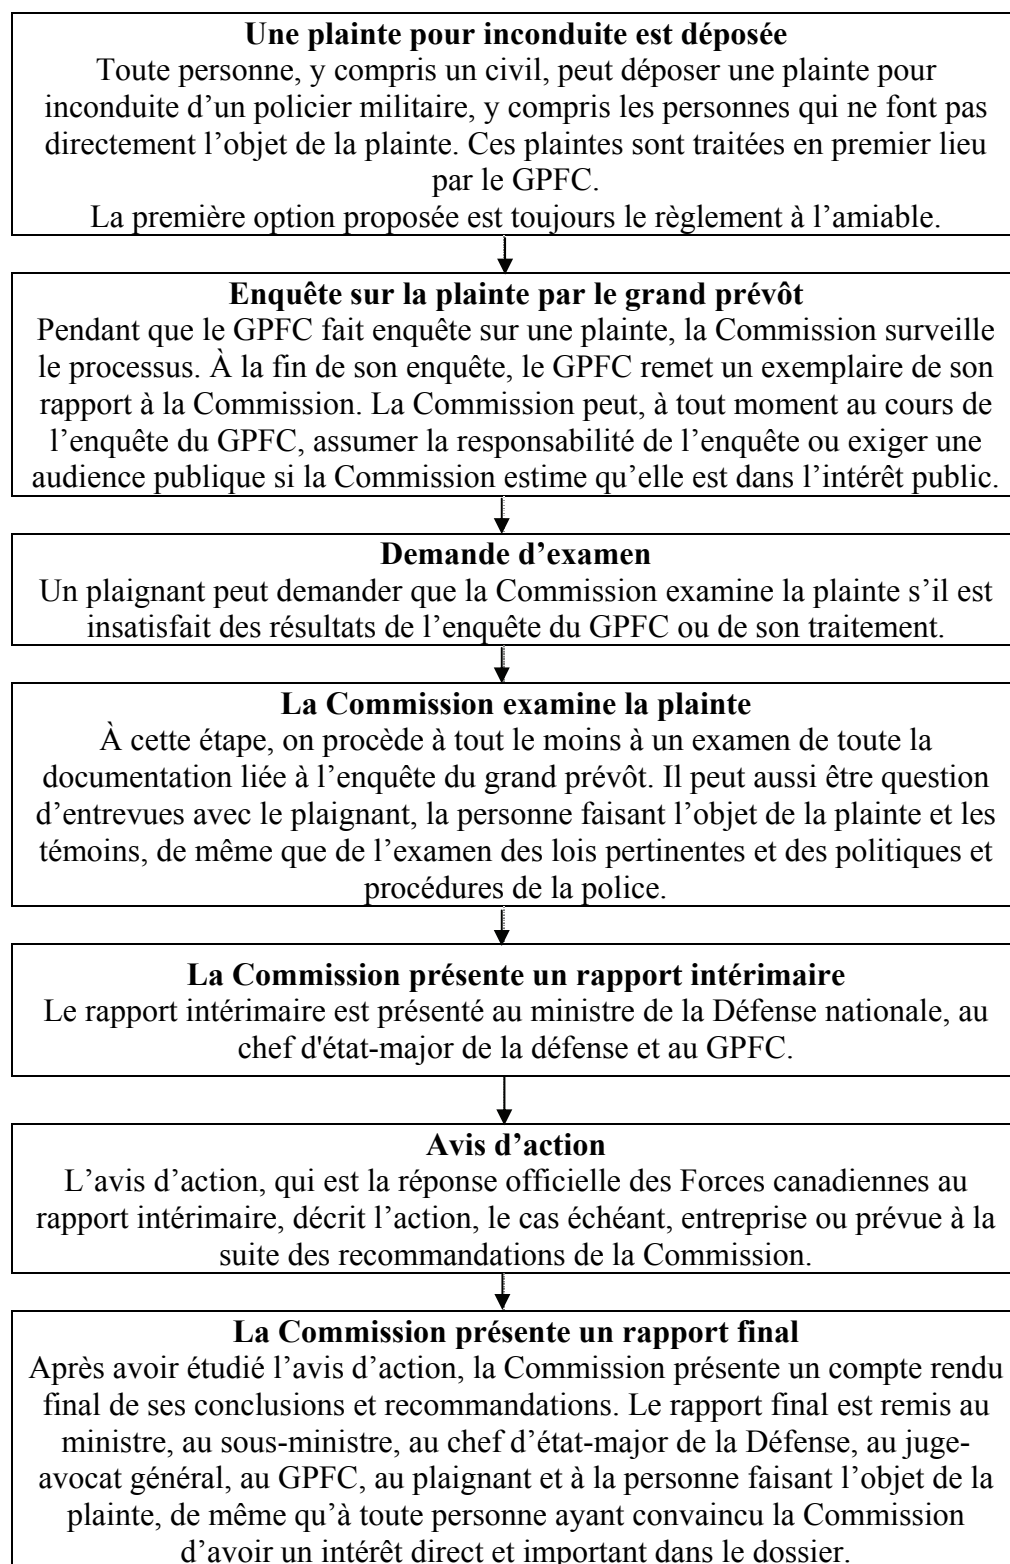 Une plainte pour inconduite est déposée
Toute personne, y compris un civil, peut déposer une plainte pour
inconduite d’un policier militaire, y compris les personnes qui ne font pas
directement l’objet de la plainte. Ces plaintes sont traitées en premier lieu
par le GPFC.
La première option proposée est toujours le règlement à l’amiable.
Enquête sur la plainte par le grand prévôt
Pendant que le GPFC fait enquête sur une plainte, la Commission surveille
le processus. À la fin de son enquête, le GPFC remet un exemplaire de son
rapport à la Commission. La Commission peut, à tout moment au cours de
l’enquête du GPFC, assumer la responsabilité de l’enquête ou exiger une
audience publique si la Commission estime qu’elle est dans l’intérêt public.
Demande d’examen
Un plaignant peut demander que la Commission examine la plainte s’il est
insatisfait des résultats de l’enquête du GPFC ou de son traitement.
La Commission examine la plainte
À cette étape, on procède à tout le moins à un examen de toute la
documentation liée à l’enquête du grand prévôt. Il peut aussi être question
d’entrevues avec le plaignant, la personne faisant l’objet de la plainte et les
témoins, de même que de l’examen des lois pertinentes et des politiques et
procédures de la police.
La Commission présente un rapport intérimaire
Le rapport intérimaire est présenté au ministre de la Défense nationale, au
chef d'état-major de la défense et au GPFC.
Avis d’action
L’avis d’action, qui est la réponse officielle des Forces canadiennes au
rapport intérimaire, décrit l’action, le cas échéant, entreprise ou prévue à la
suite des recommandations de la Commission.
La Commission présente un rapport final
Après avoir étudié l’avis d’action, la Commission présente un compte rendu
final de ses conclusions et recommandations. Le rapport final est remis au
ministre, au sous-ministre, au chef d’état-major de la Défense, au juge-
avocat général, au GPFC, au plaignant et à la personne faisant l’objet de la
plainte, de même qu’à toute personne ayant convaincu la Commission
d’avoir un intérêt direct et important dans le dossier.